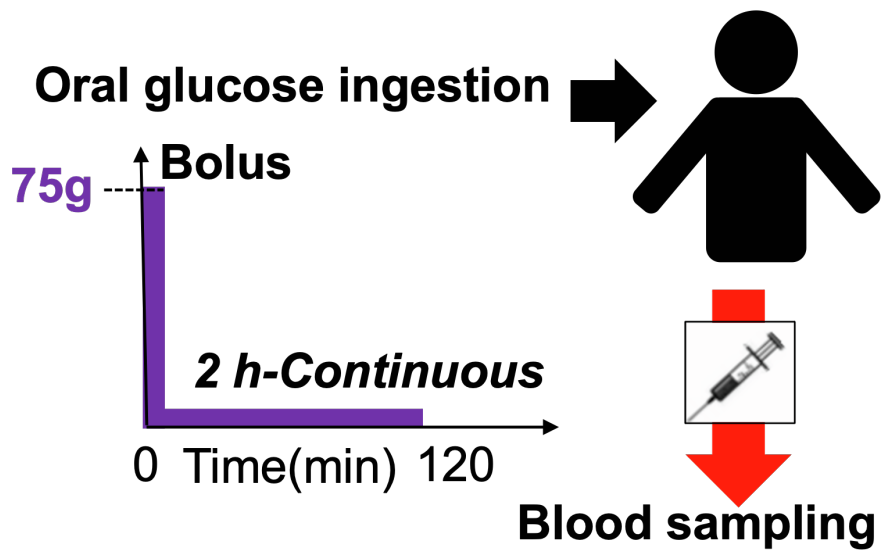 Oral glucose ingestion
Bolus
75g
2 h-Continuous
0 Time(min) 120
Blood sampling